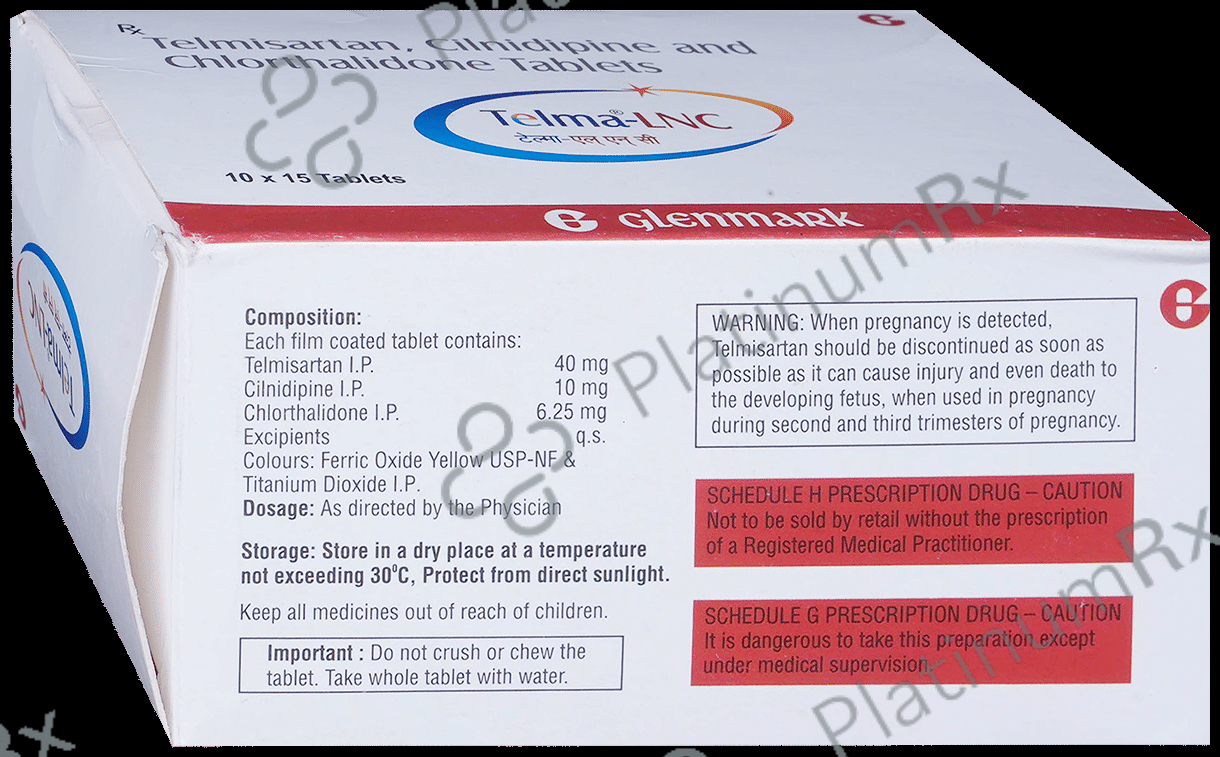 Rx
Telmisartan, Cilnidipine and
Chlorthalidone Tablets
Telma®-LNC
टेल्मा-एल एन सी
10 x 15 Tablets
GLENMARK
Telma-LNC
Composition:
Each film coated tablet contains:
Telmisartan I.P. 40 mg
Cilnidipine I.P. 10 mg
Chlorthalidone I.P. 6.25 mg
Excipients q.s.
Colours: Ferric Oxide Yellow USP-NF &
Titanium Dioxide I.P.
Dosage: As directed by the Physician
Storage: Store in a dry place at a temperature
not exceeding 30⁰C, Protect from direct sunlight.
Keep all medicines out of reach of children.
Important : Do not crush or chew the
tablet. Take whole tablet with water.
WARNING: When pregnancy is detected,
Telmisartan should be discontinued as soon as
possible as it can cause injury and even death to
the developing fetus, when used in pregnancy
during second and third trimesters of pregnancy.
SCHEDULE H PRESCRIPTION DRUG – CAUTION
Not to be sold by retail without the prescription
of a Registered Medical Practitioner.
SCHEDULE G PRESCRIPTION DRUG – CAUTION
It is dangerous to take this preparation except
under medical supervision.
PlatinumRx
PlatinumRx
PlatinumRx
Rx